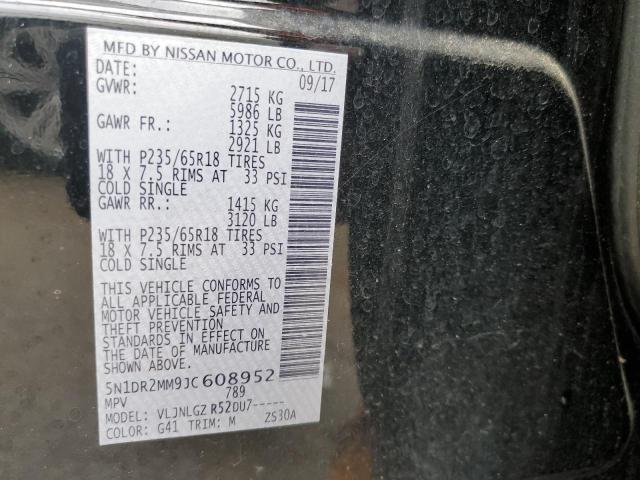 MFD BY NISSAN MOTOR CO., LTD.
DATE: 09/17
GVWR: 2715 KG
5986 LB
GAWR FR.: 1325 KG
2921 LB
WITH P235/65R18 TIRES
18 X 7.5 RIMS AT 33 PSI
COLD SINGLE
GAWR RR.: 1415 KG
3120 LB
WITH P235/65R18 TIRES
18 X 7.5 RIMS AT 33 PSI
COLD SINGLE
THIS VEHICLE CONFORMS TO
ALL APPLICABLE FEDERAL
MOTOR VEHICLE SAFETY AND
THEFT PREVENTION
STANDARDS IN EFFECT ON
THE DATE OF MANUFACTURE
SHOWN ABOVE.
5N1DR2MM9JC608952
MPV 789
MODEL: VLJNLGZ R52DU7-----
COLOR: G41 TRIM: M ZS30A